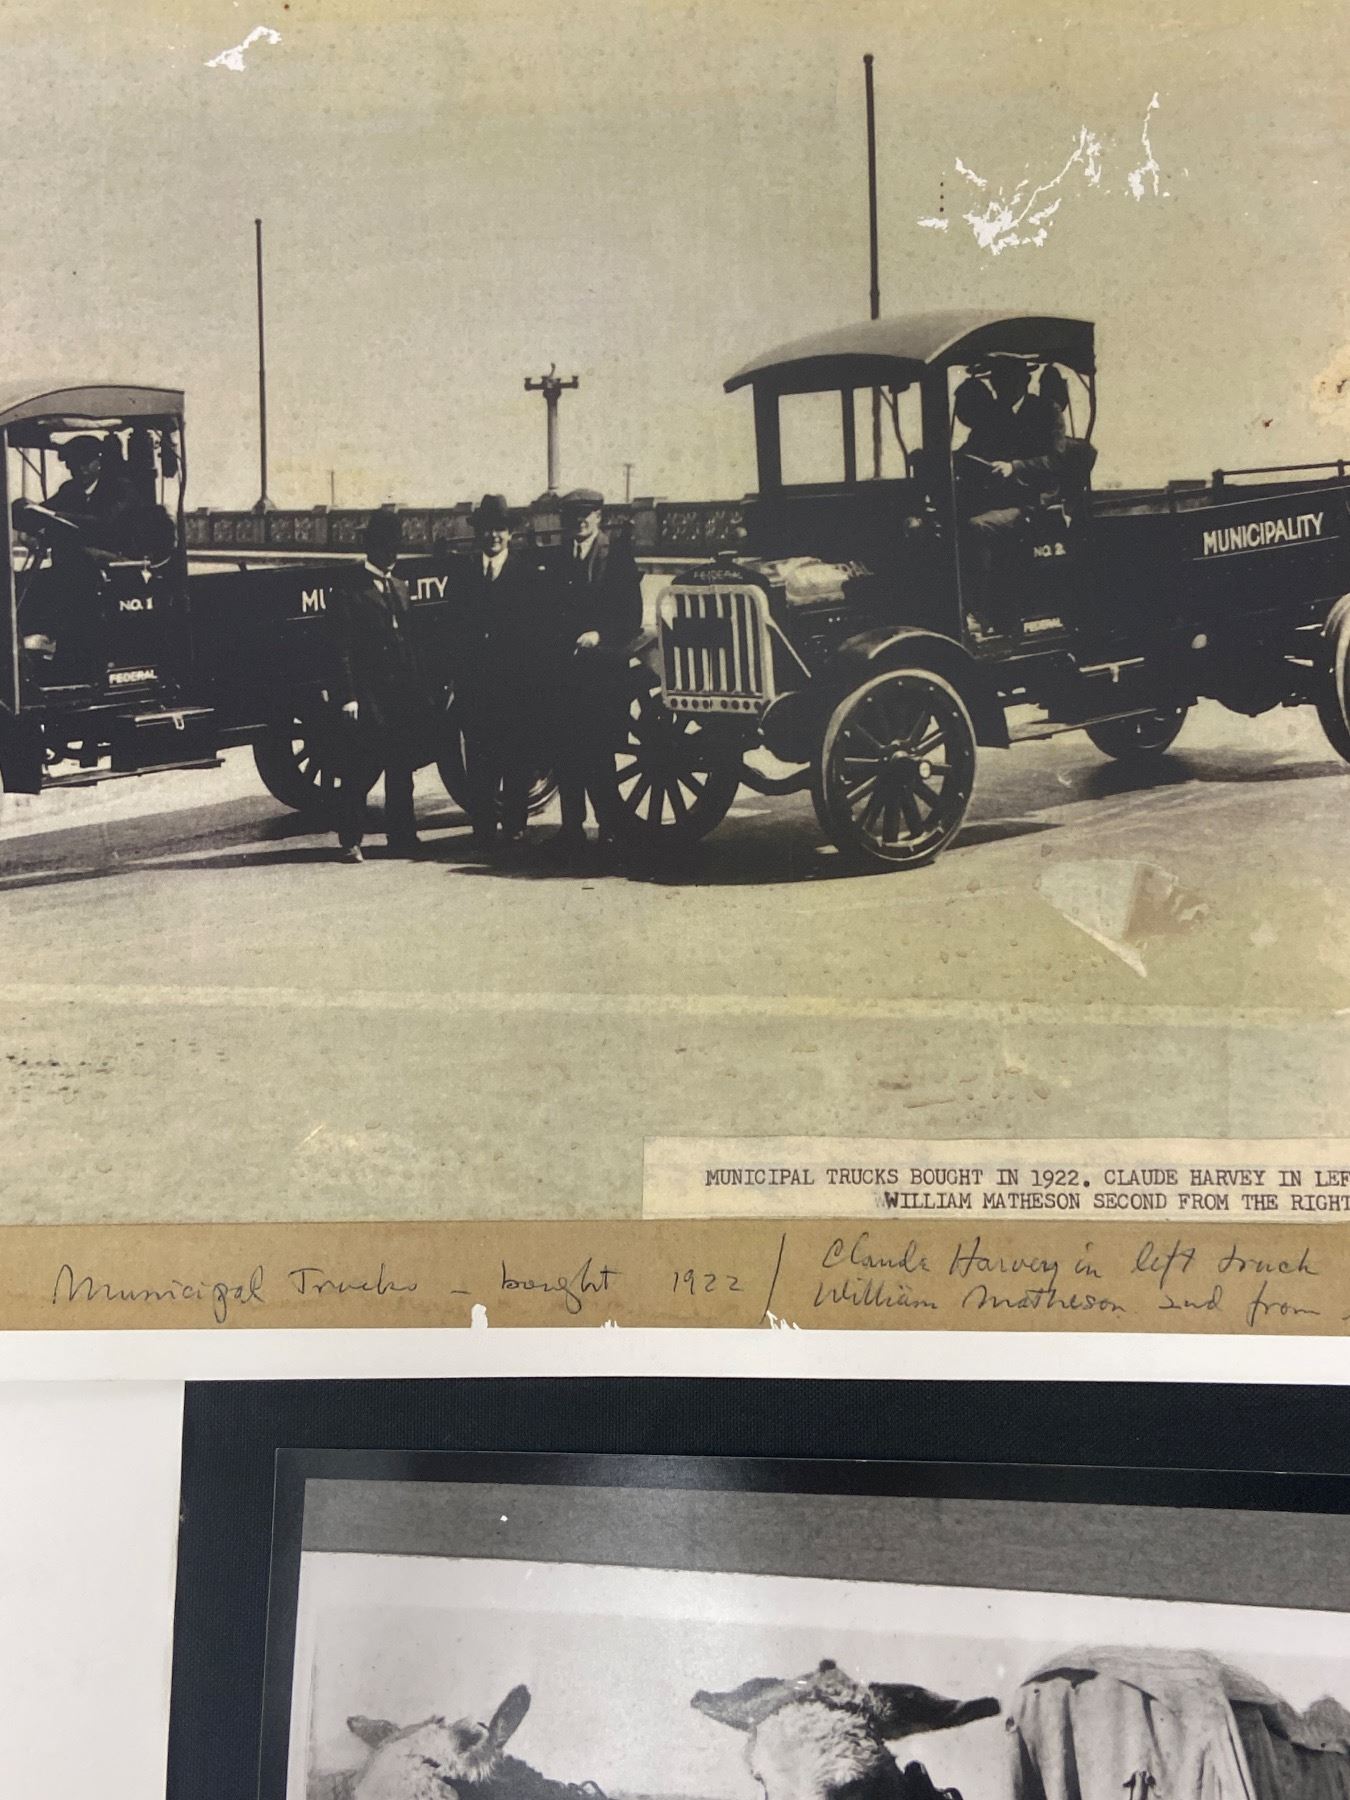 NO. 1
FEDERAL
MU LITY
FEDERAL
NO. 2
FEDERAL
MUNICIPALITY
MUNICIPAL TRUCKS BOUGHT IN 1922. CLAUDE HARVEY IN LEF
WILLIAM MATHESON SECOND FROM THE RIGHT
Municipal Trucks - bought 1922 / Claude Harvey in left truck
William Matheson 2nd from